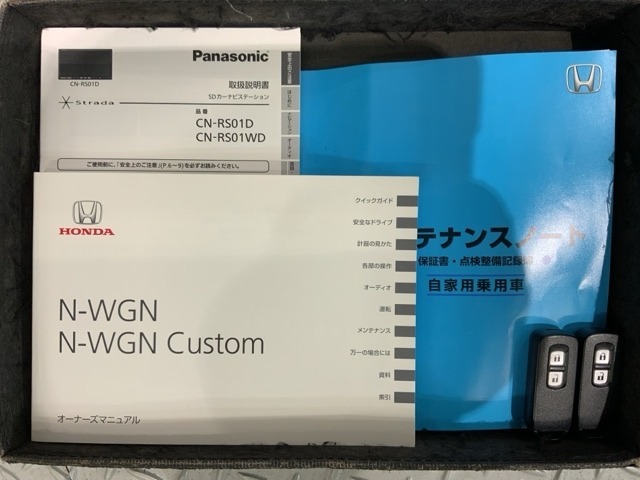 Panasonic
CN-RS01D
取扱説明書
SDカーナビステーション
Strada
品番
CN-RS01D
CN-RS01WD
ご使用前に、「安全上のご注意」(P.6〜9)を必ずお読みください。
はじめに
HONDA
N-WGN
N-WGN Custom
オーナーズマニュアル
クイックガイド
安全なドライブ
計器の見かた
各部の操作
オーディオ
運転
メンテナンス
万一の場合には
資料
索引
テナンスノート
保証書・点検整備記録簿
自家用乗用車